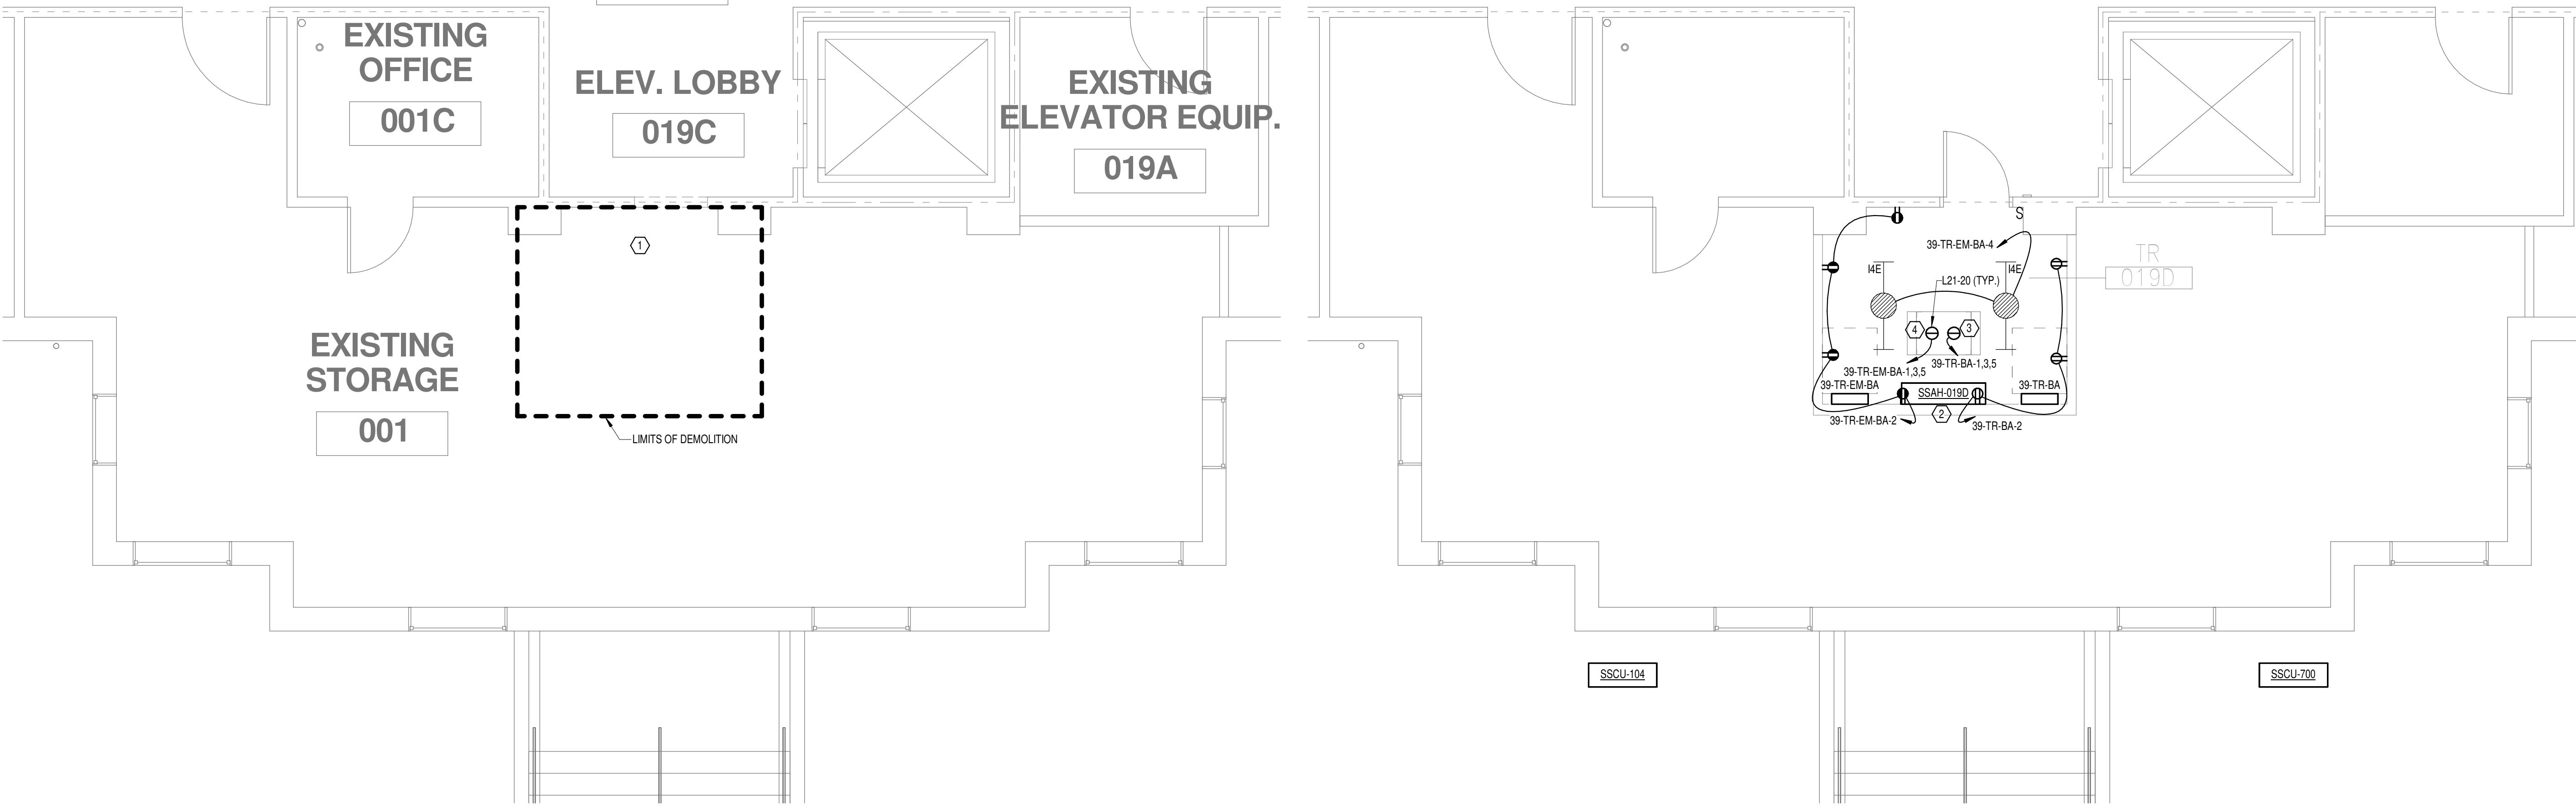 EXISTING
OFFICE
001C
ELEV. LOBBY
019C
EXISTING
ELEVATOR EQUIP.
019A
1
EXISTING
STORAGE
001
LIMITS OF DEMOLITION
S
39-TR-EM-BA-4
TR
019D
I4E
I4E
L21-20 (TYP.)
4
3
39-TR-EM-BA-1,3,5
39-TR-BA-1,3,5
39-TR-EM-BA
SSAH-019D
39-TR-BA
2
39-TR-EM-BA-2
39-TR-BA-2
SSCU-104
SSCU-700